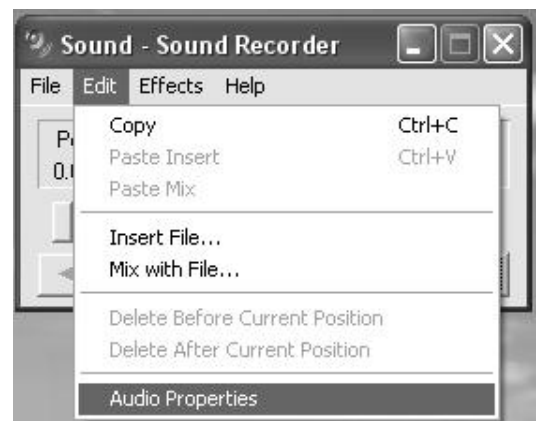 Sound - Sound Recorder
File Edit Effects Help
Copy Ctrl+C
Paste Insert Ctrl+V
Paste Mix
Insert File...
Mix with File...
Delete Before Current Position
Delete After Current Position
Audio Properties